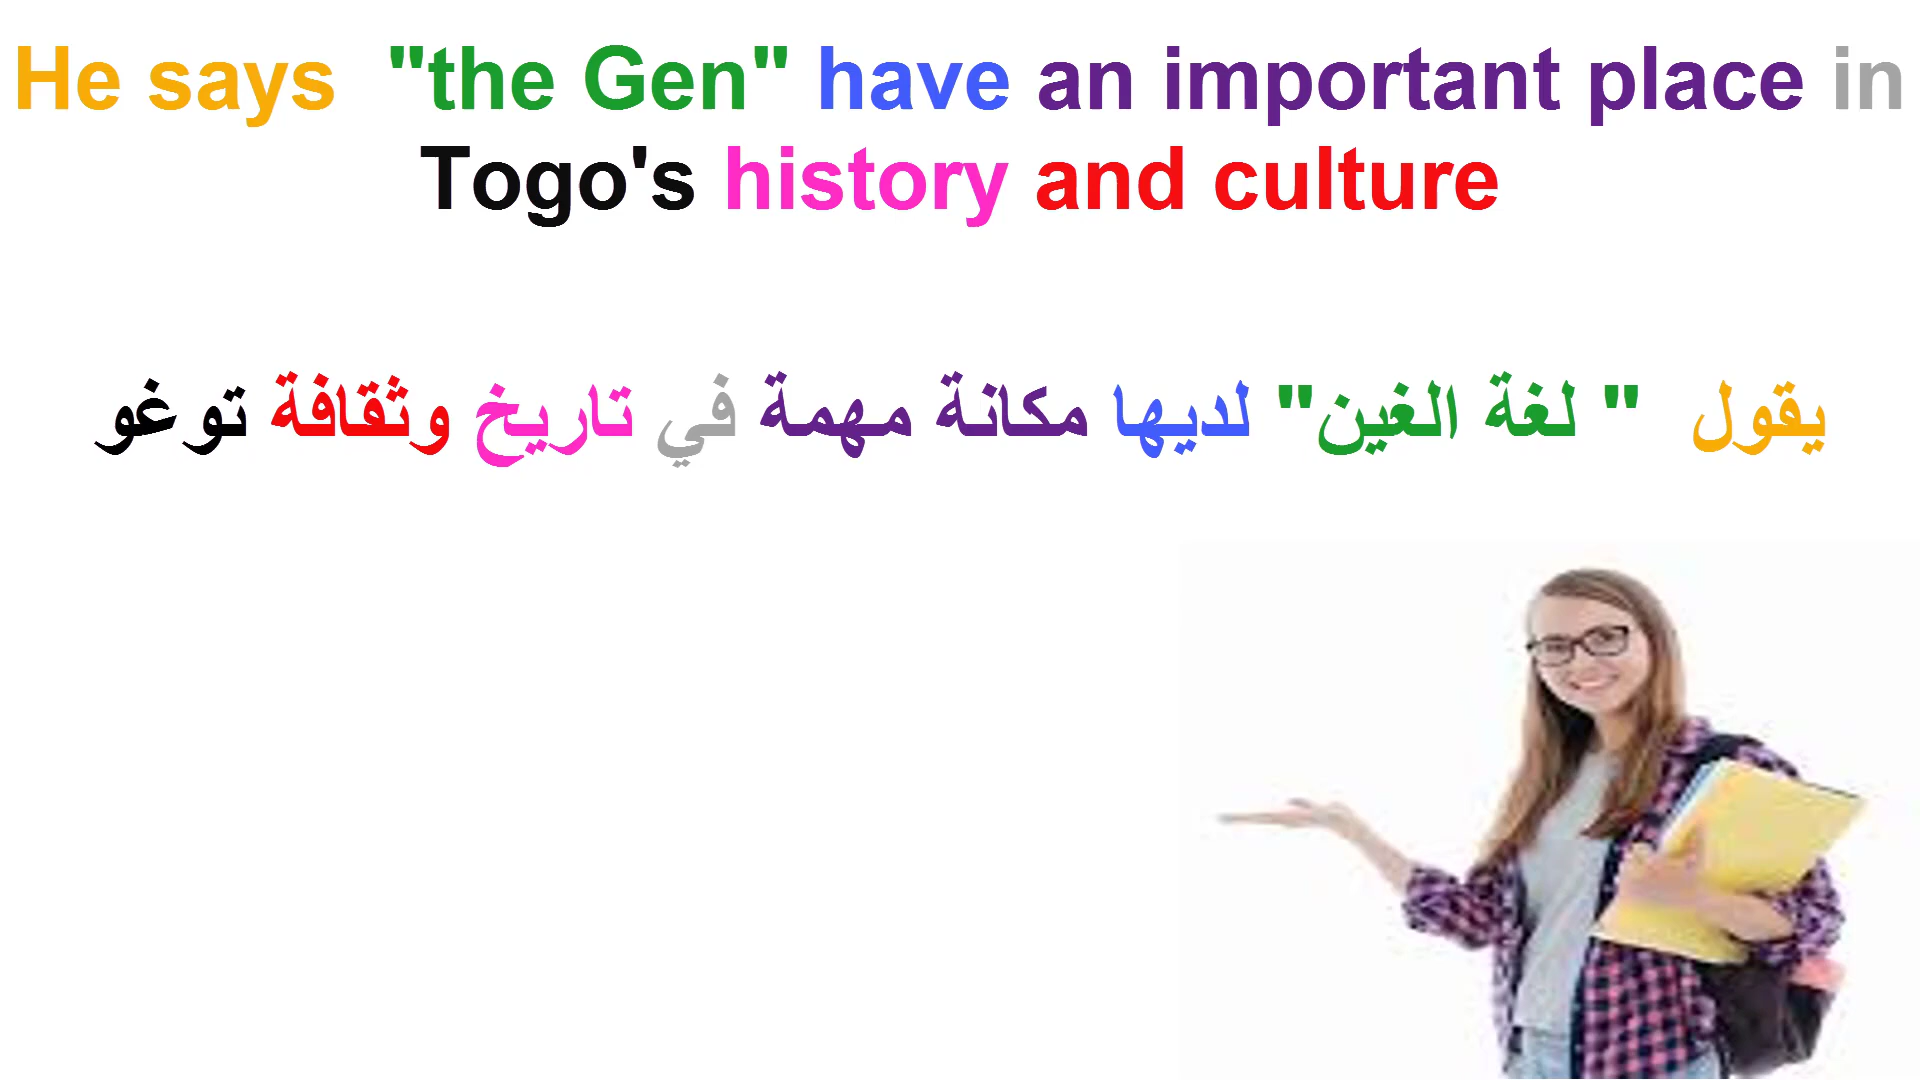 He says "the Gen" have an important place in
Togo's history and culture
يقول " لغة الغين" لديها مكانة مهمة في تاريخ وثقافة توغو